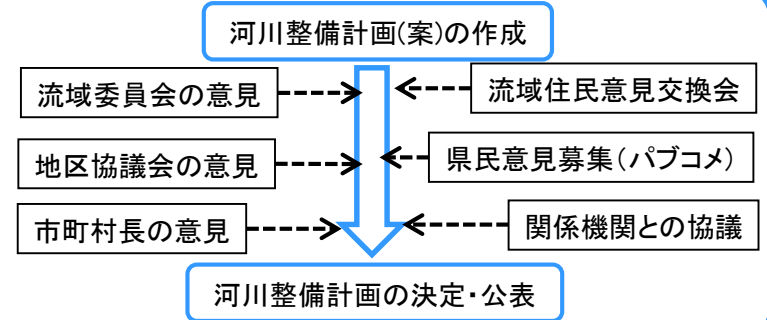 河川整備計画(案)の作成
流域委員会の意見
流域住民意見交換会
地区協議会の意見
県民意見募集(パブコメ)
市町村長の意見
関係機関との協議
河川整備計画の決定・公表